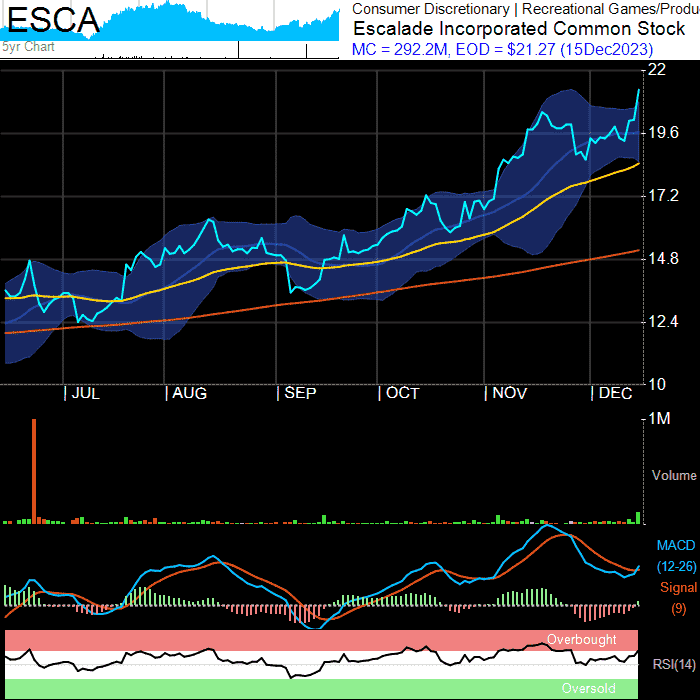 ESCA
5yr Chart
Consumer Discretionary | Recreational Games/Produ
Escalade Incorporated Common Stock
MC = 292.2M, EOD = $21.27 (15Dec2023)
22
19.6
17.2
14.8
12.4
10
| JUL | AUG | SEP | OCT | NOV | DEC
1M
Volume
MACD
(12-26)
Signal
(9)
Overbought
RSI(14)
Oversold